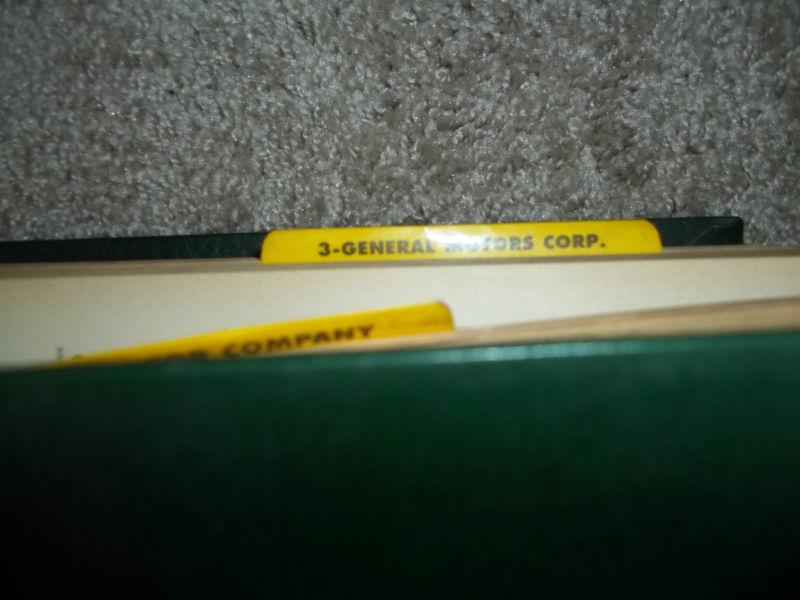 3-GENERAL MOTORS CORP.
COMPANY